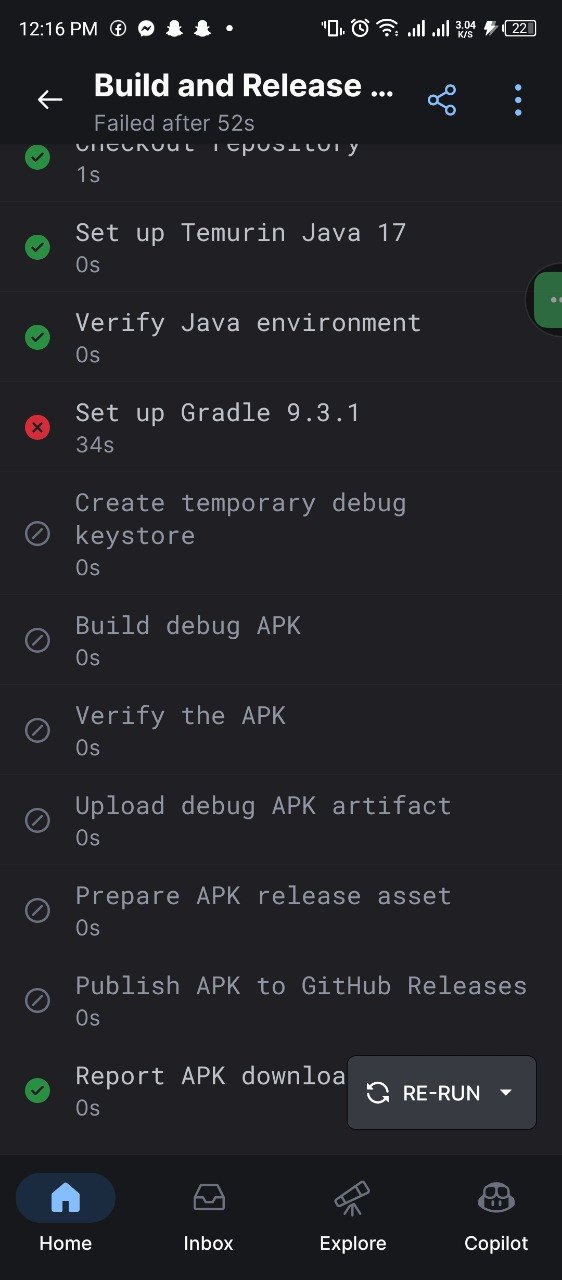 12:16 PM
3.04
K/S
22
Build and Release ...
Failed after 52s
Checkout repository
1s
Set up Temurin Java 17
0s
Verify Java environment
0s
Set up Gradle 9.3.1
34s
Create temporary debug
keystore
0s
Build debug APK
0s
Verify the APK
0s
Upload debug APK artifact
0s
Prepare APK release asset
0s
Publish APK to GitHub Releases
0s
Report APK downloa
0s
RE-RUN
Home
Inbox
Explore
Copilot